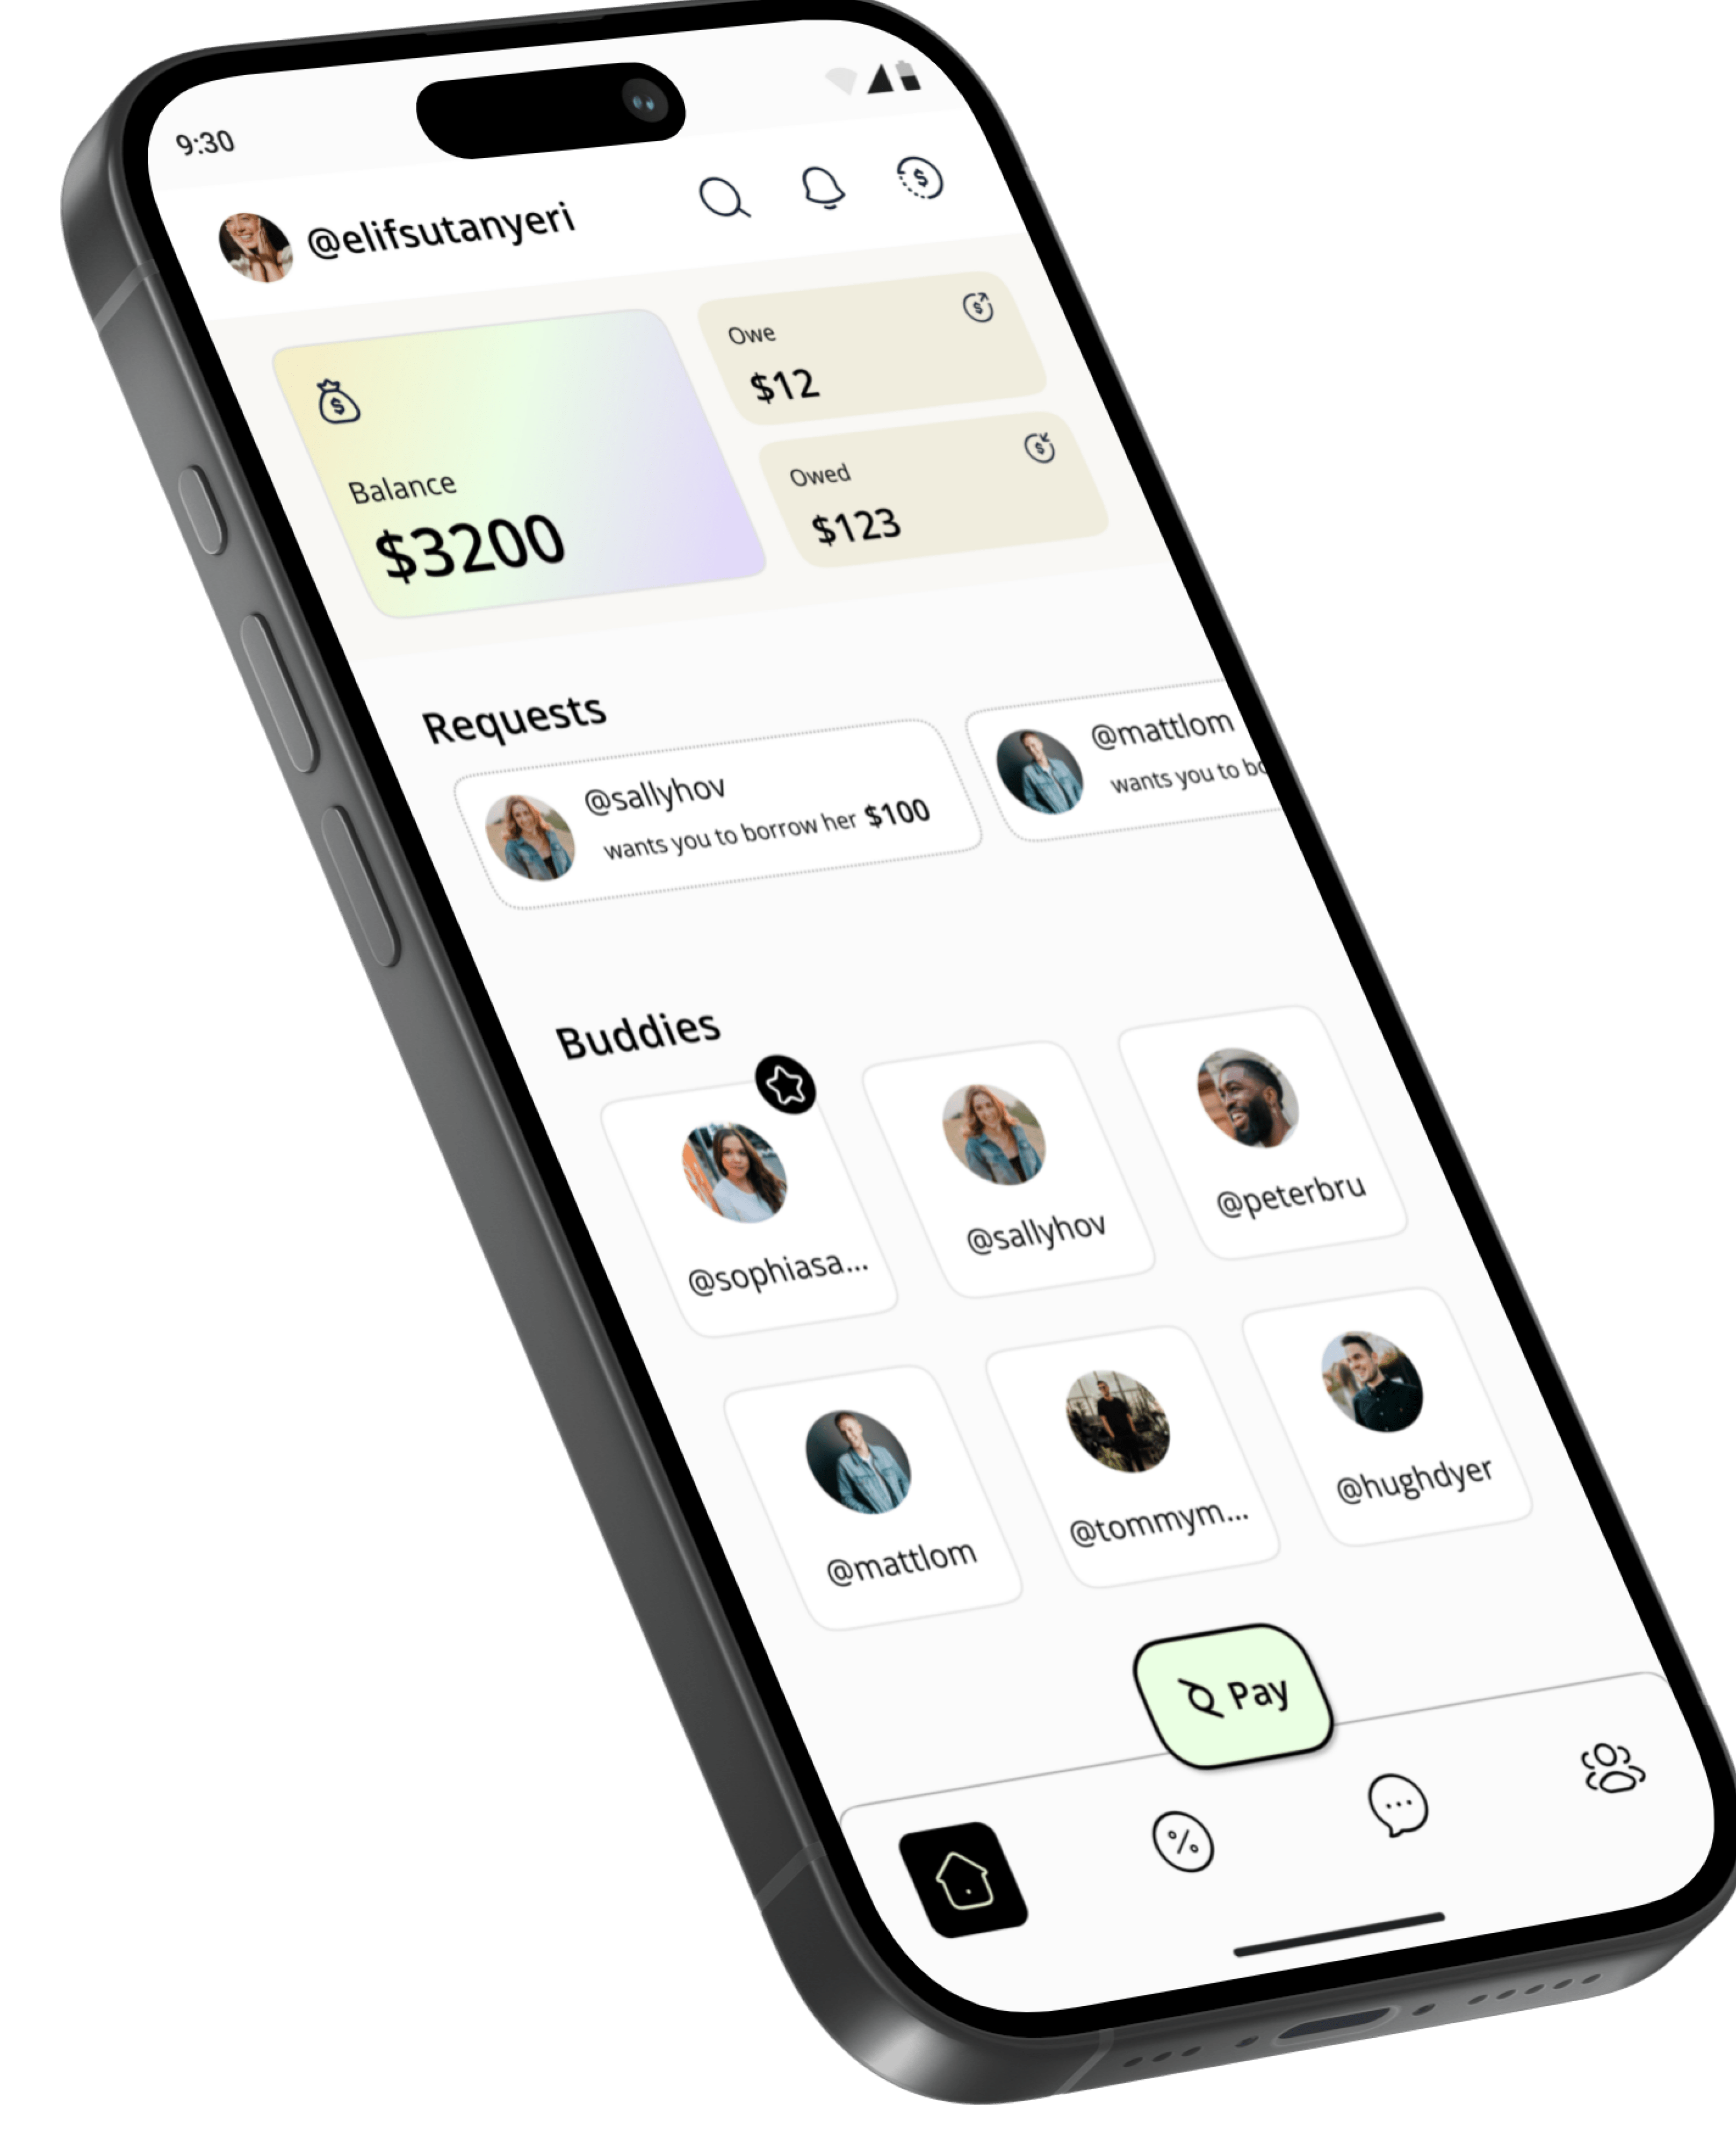 9:30
@elifsutanyeri
Balance
$3200
Owe
$12
Owed
$123
Requests
@sallyhov
wants you to borrow her $100
@mattlom
wants you to bo
Buddies
@sophiasa...
@sallyhov
@peterbru
@mattlom
@tommym...
@hughdyer
Pay